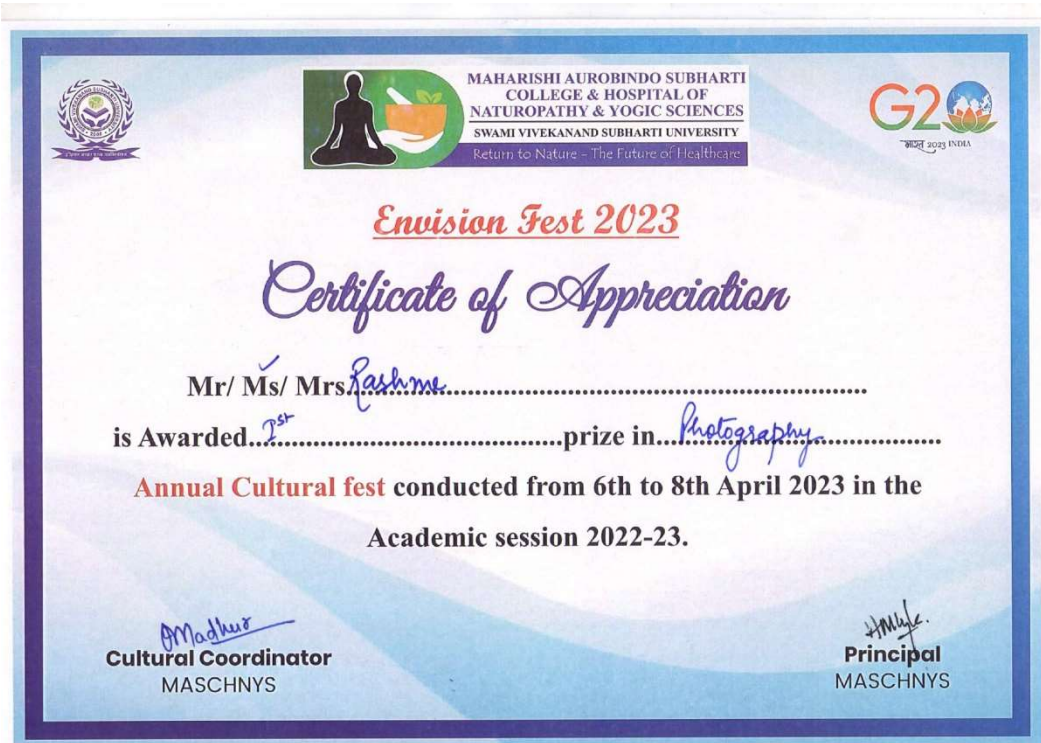 MAHARISHI AUROBINDO SUBHARTI
COLLEGE & HOSPITAL OF
NATUROPATHY & YOGIC SCIENCES
SWAMI VIVEKANAND SUBHARTI UNIVERSITY
Return to Nature - The Future of Healthcare
G20
भारत 2023 INDIA
Envision Fest 2023
Certificate of Appreciation
Mr/ Ms/ Mrs. Rashme
is Awarded Ist prize in Photography
Annual Cultural fest conducted from 6th to 8th April 2023 in the
Academic session 2022-23.
Madhur
Cultural Coordinator
MASCHNYS
Principal
MASCHNYS